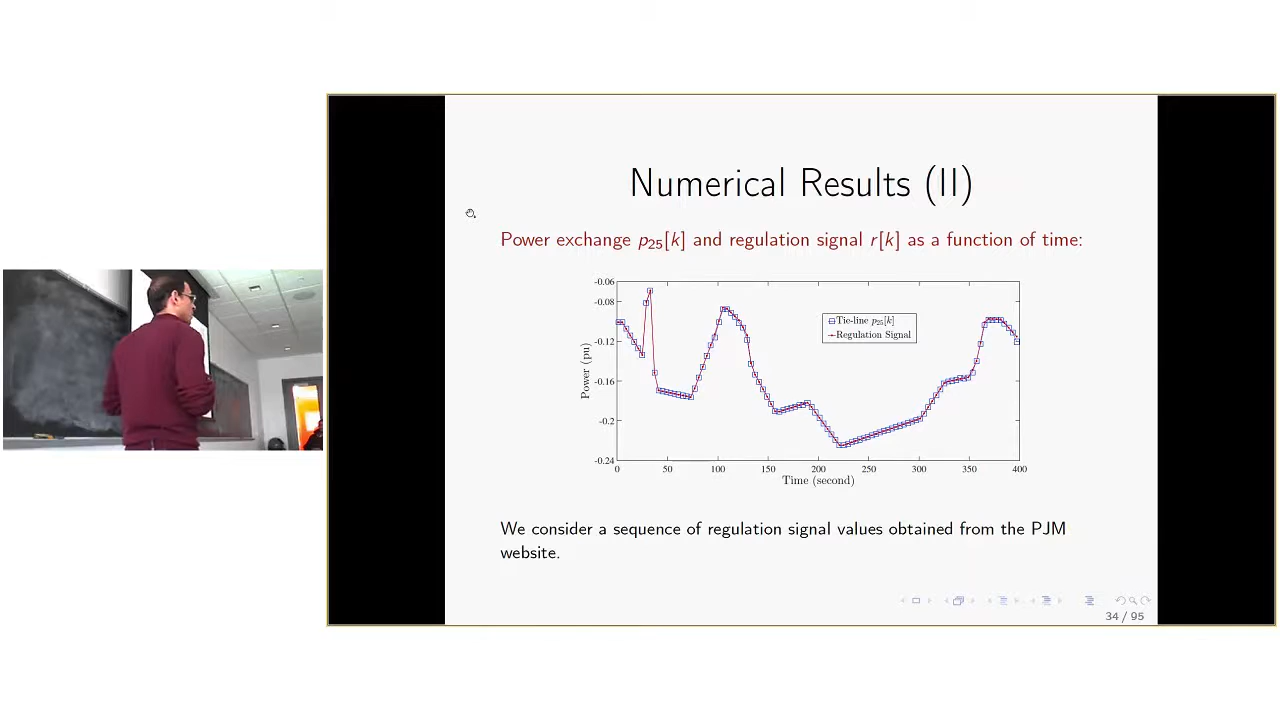 Numerical Results (II)
Power exchange p25[k] and regulation signal r[k] as a function of time:
-0.06
-0.08
-0.12
-0.16
-0.2
-0.24
Power (pu)
Tie-line p25[k]
Regulation Signal
0 50 100 150 200 250 300 350 400
Time (second)
We consider a sequence of regulation signal values obtained from the PJM
website.
34 / 95